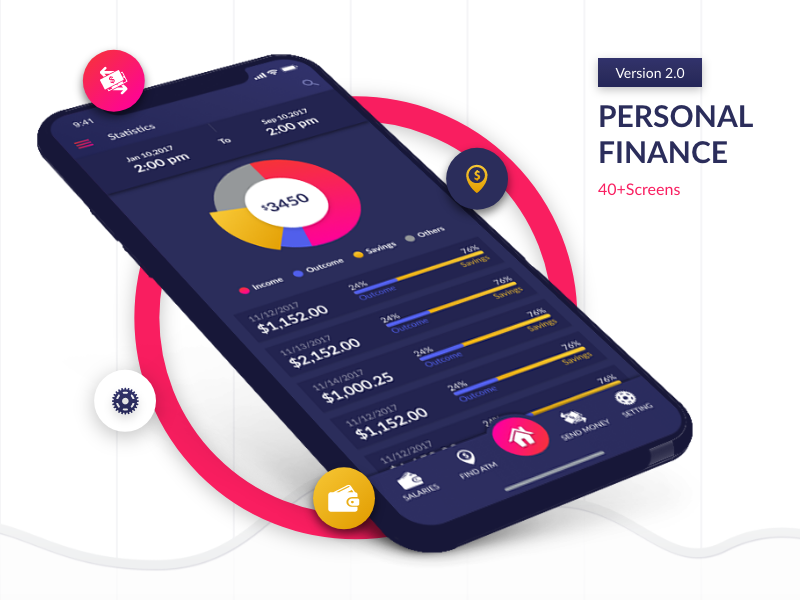 Version 2.0
PERSONAL
FINANCE
40+Screens
9:41
Statistics
Jan 10,2017
2:00 pm
To
Sep 10,2017
2:00 pm
$3450
Income
Outcome
Savings
Others
11/12/2017
$1,152.00
24%
Outcome
76%
Savings
11/13/2017
$2,152.00
24%
Outcome
76%
Savings
11/14/2017
$1,000.25
24%
Outcome
76%
Savings
11/12/2017
$1,152.00
24%
Outcome
76%
Savings
11/12/2017
24%
76%
SALARIES
FIND ATM
SEND MONEY
SETTING